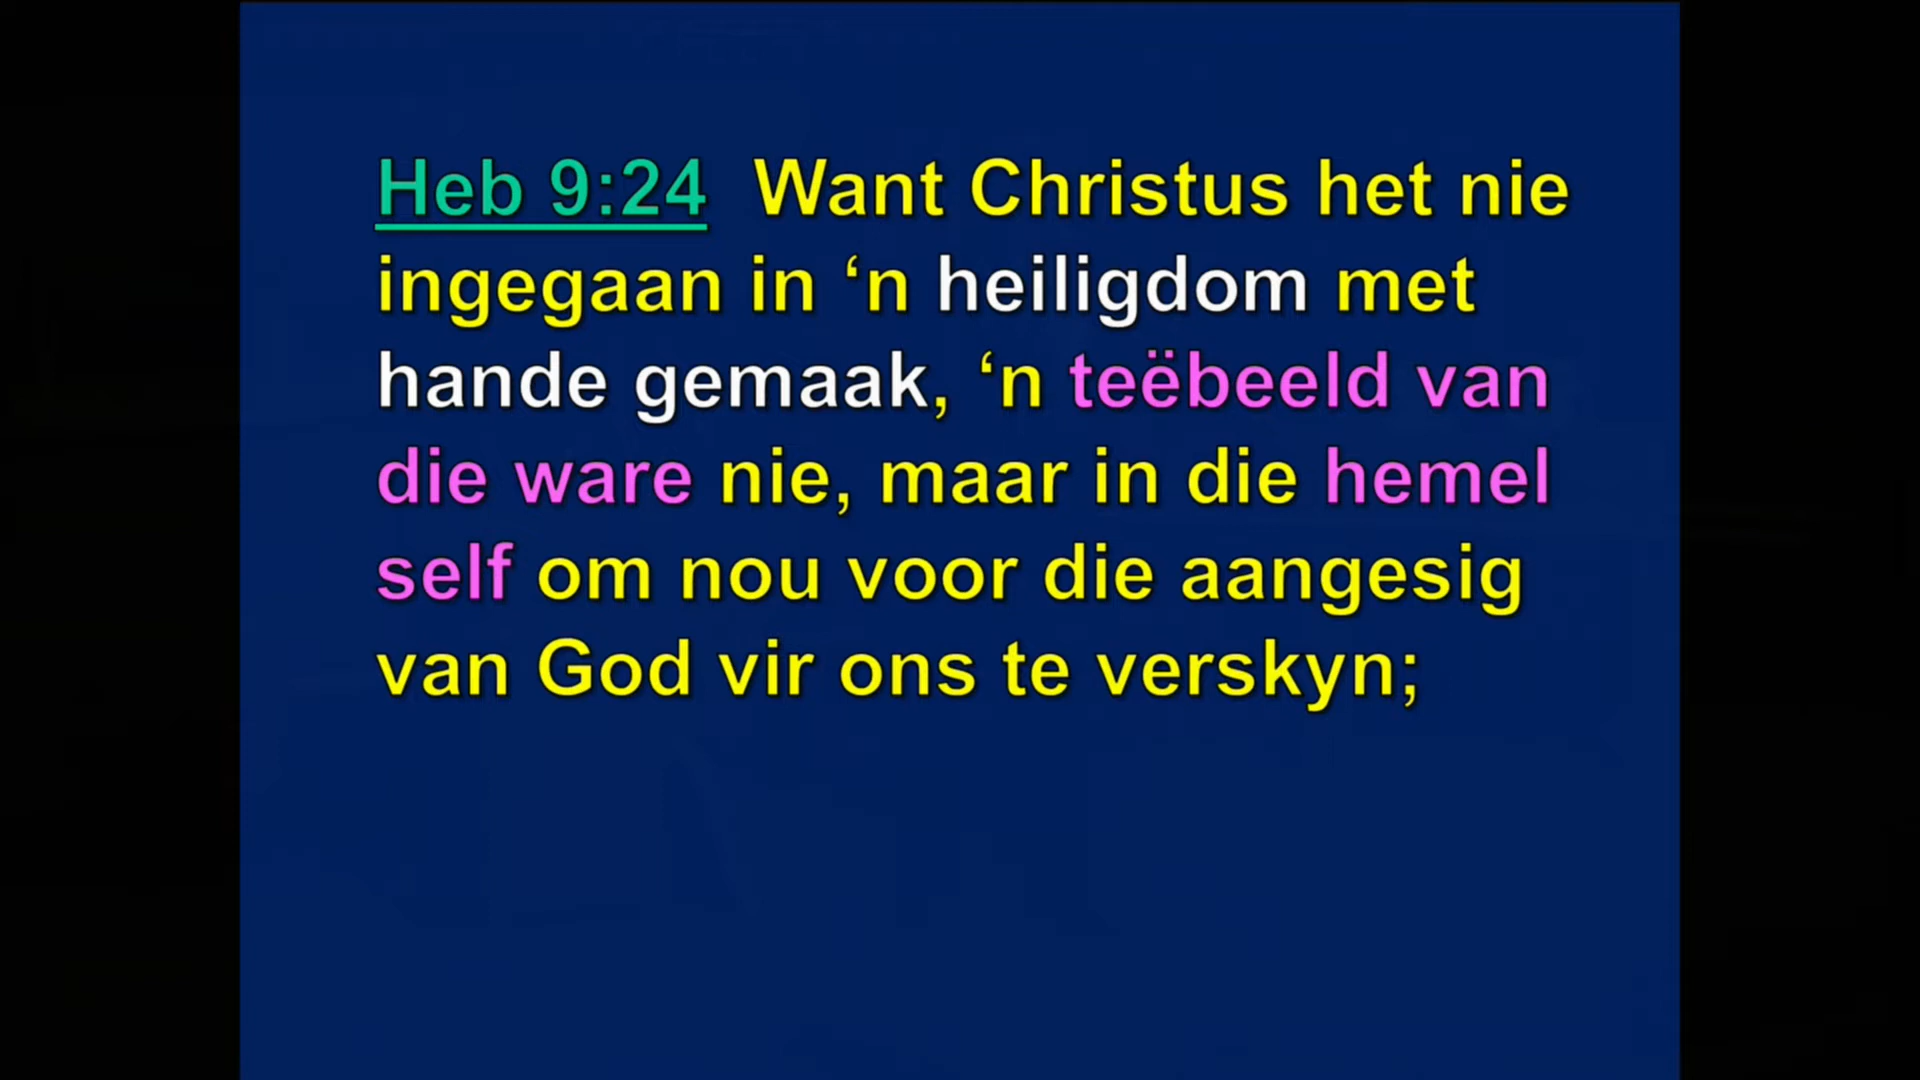 Heb 9:24 Want Christus het nie
ingegaan in ‘n heiligdom met
hande gemaak, ‘n teëbeeld van
die ware nie, maar in die hemel
self om nou voor die aangesig
van God vir ons te verskyn;